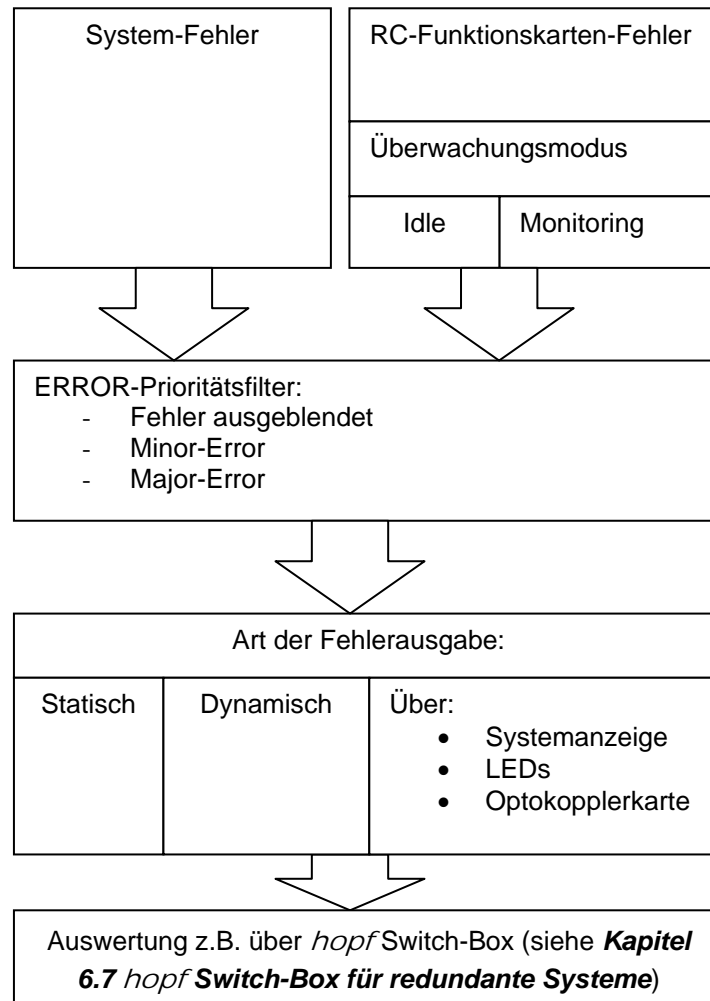 System-Fehler
RC-Funktionskarten-Fehler
Überwachungsmodus
Idle
Monitoring
ERROR-Prioritätsfilter:
- Fehler ausgeblendet
- Minor-Error
- Major-Error
Art der Fehlerausgabe:
Statisch
Dynamisch
Über:
• Systemanzeige
• LEDs
• Optokopplerkarte
Auswertung z.B. über hopf Switch-Box (siehe Kapitel
6.7 hopf Switch-Box für redundante Systeme)